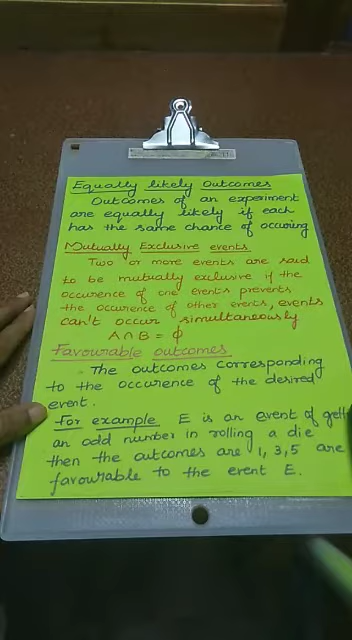 Equally likely Outcomes
Outcomes of an experiment
are equally likely if each
has the same chance of occuring
Mutually Exclusive events
Two or more events are said
to be mutually exclusive if the
occurence of one events prevents
the occurence of other events, events
can't occur simultaneously
A ∩ B = ϕ
Favourable outcomes
The outcomes corresponding
to the occurence of the desired
event.
For example E is an event of
an odd number in rolling a die
then the outcomes are 1, 3, 5 are
favourable to the event E.